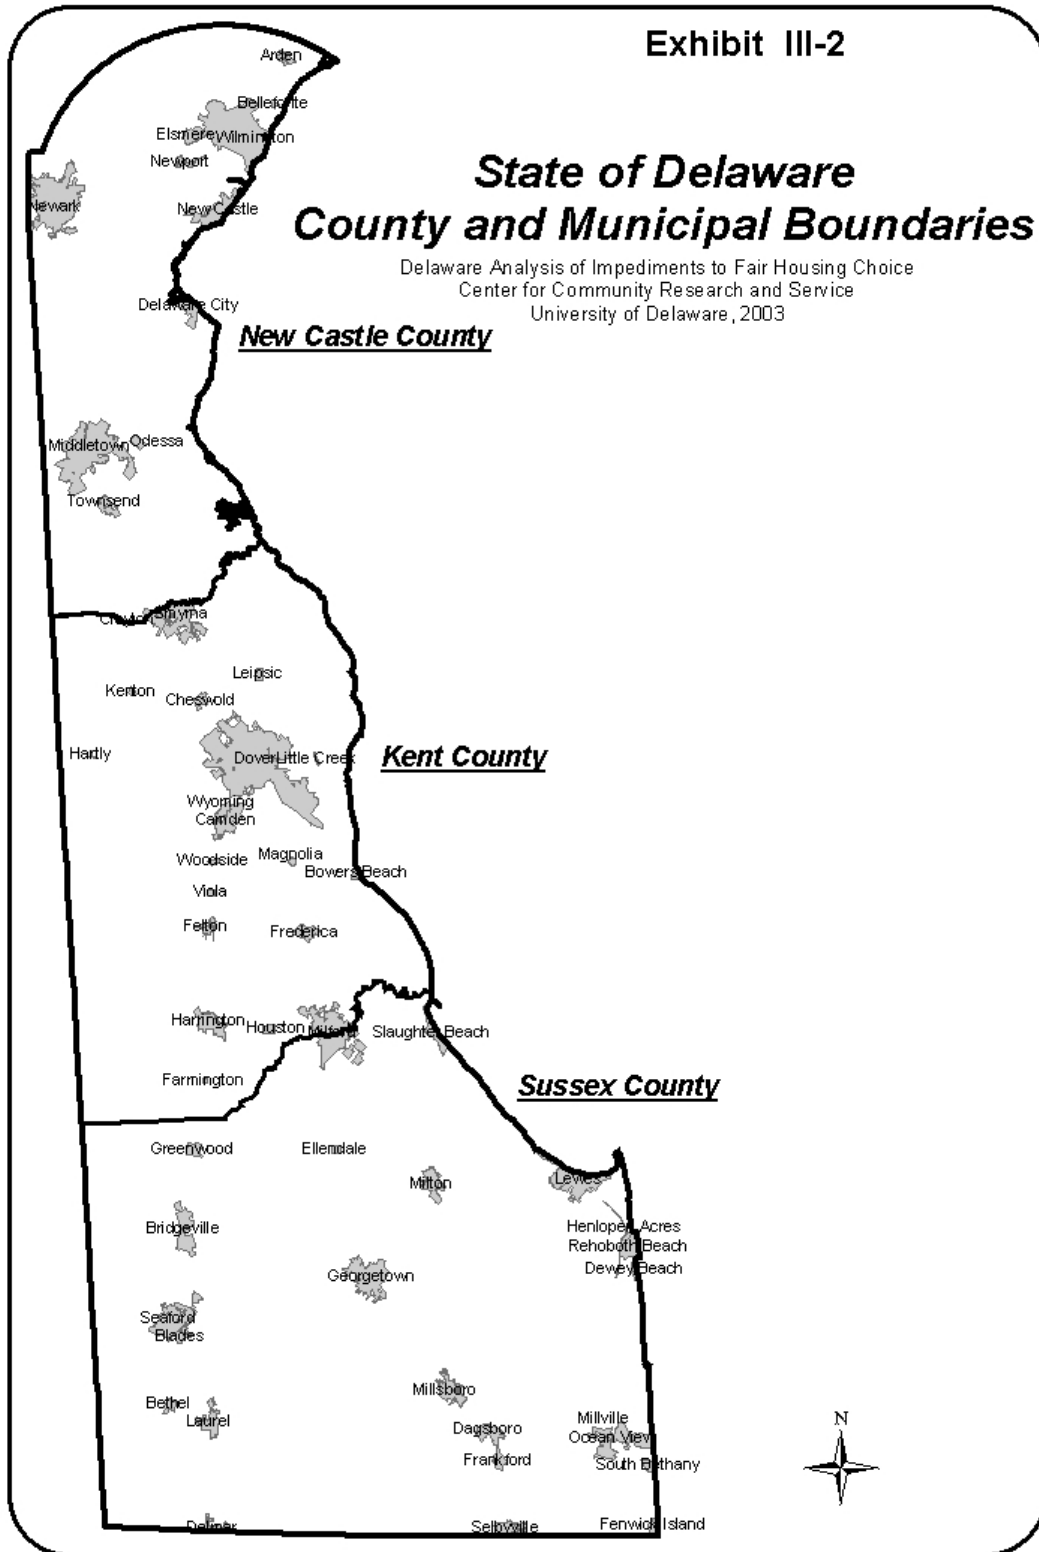 Exhibit III-2
State of Delaware
County and Municipal Boundaries
Delaware Analysis of Impediments to Fair Housing Choice
Center for Community Research and Service
University of Delaware, 2003
Arden
Bellefonte
Elsmere
Wilmington
Newport
Newark
New Castle
Delaware City
New Castle County
Middletown
Odessa
Townsend
Clayton
Smyrna
Leipsic
Kenton
Cheswold
Hartly
Dover
Little Creek
Kent County
Wyoming
Camden
Woodside
Magnolia
Bowers Beach
Viola
Felton
Frederica
Harrington
Houston
Milford
Slaughter Beach
Farmington
Sussex County
Greenwood
Ellendale
Milton
Lewes
Bridgeville
Henlopen Acres
Rehoboth Beach
Dewey Beach
Georgetown
Seaford
Blades
Millsboro
Bethel
Laurel
Dagsboro
Frankford
Millville
Ocean View
South Bethany
N
Delmar
Selbyville
Fenwick Island